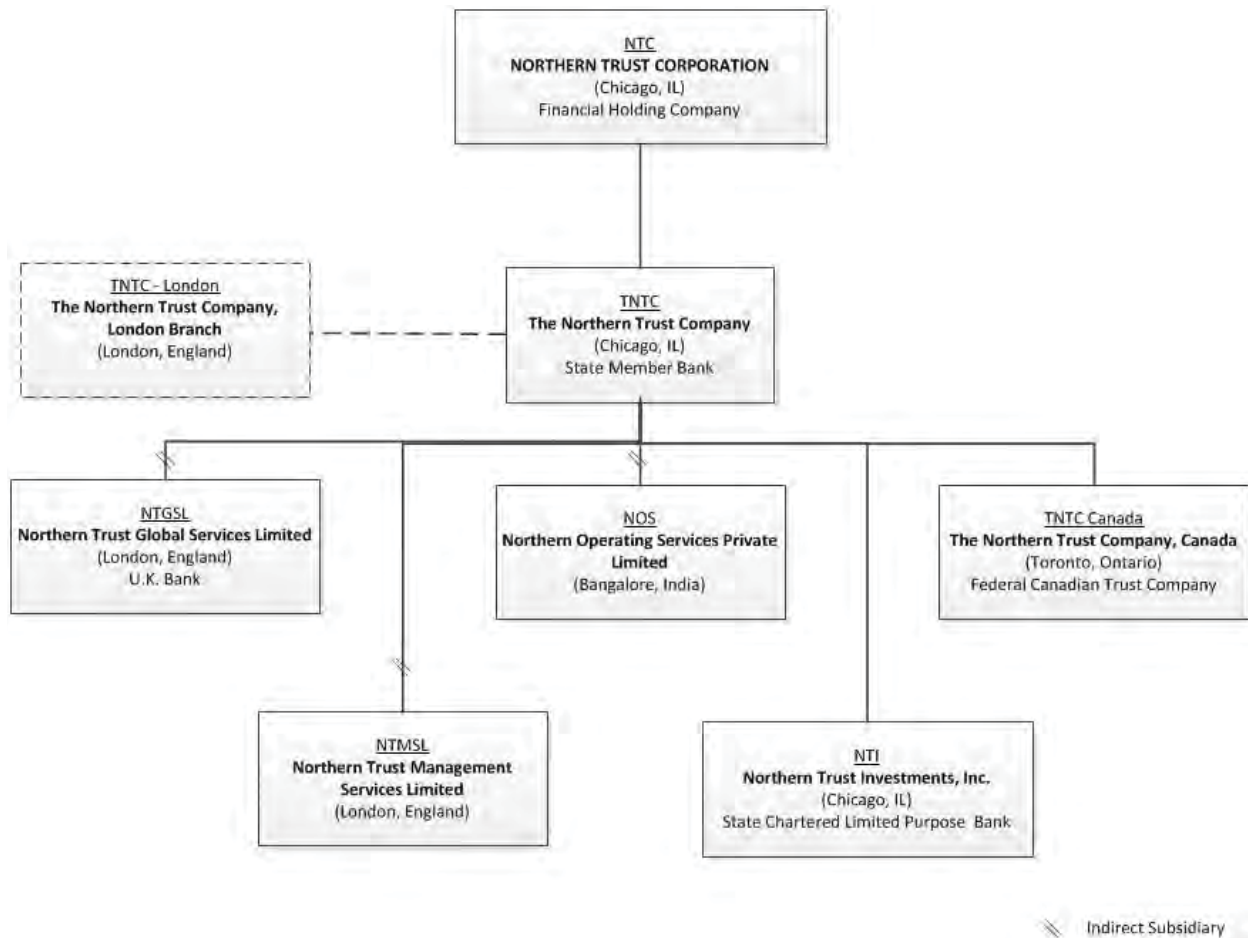 NTC
NORTHERN TRUST CORPORATION
(Chicago, IL)
Financial Holding Company
TNTC - London
The Northern Trust Company,
London Branch
(London, England)
TNTC
The Northern Trust Company
(Chicago, IL)
State Member Bank
NTGSL
Northern Trust Global Services Limited
(London, England)
U.K. Bank
NOS
Northern Operating Services Private
Limited
(Bangalore, India)
TNTC Canada
The Northern Trust Company, Canada
(Toronto, Ontario)
Federal Canadian Trust Company
NTMSL
Northern Trust Management
Services Limited
(London, England)
NTI
Northern Trust Investments, Inc.
(Chicago, IL)
State Chartered Limited Purpose Bank
Indirect Subsidiary